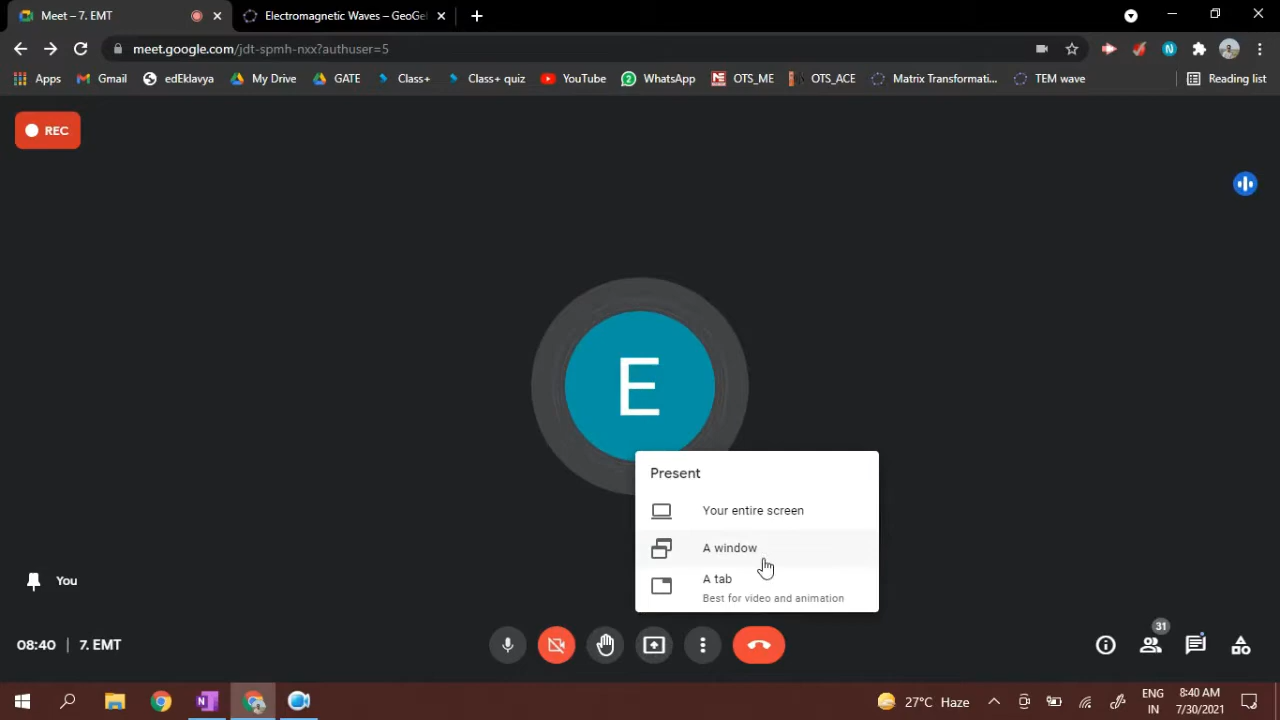 Meet – 7. EMT
Electromagnetic Waves – GeoGel
meet.google.com/jdt-spmh-nxx?authuser=5
Apps
Gmail
edEklavya
My Drive
GATE
Class+
Class+ quiz
YouTube
2
WhatsApp
OTS_ME
OTS_ACE
Matrix Transformati...
TEM wave
Reading list
REC
E
Present
Your entire screen
A window
A tab
Best for video and animation
You
08:40 | 7. EMT
31
27°C Haze
ENG
IN
8:40 AM
7/30/2021